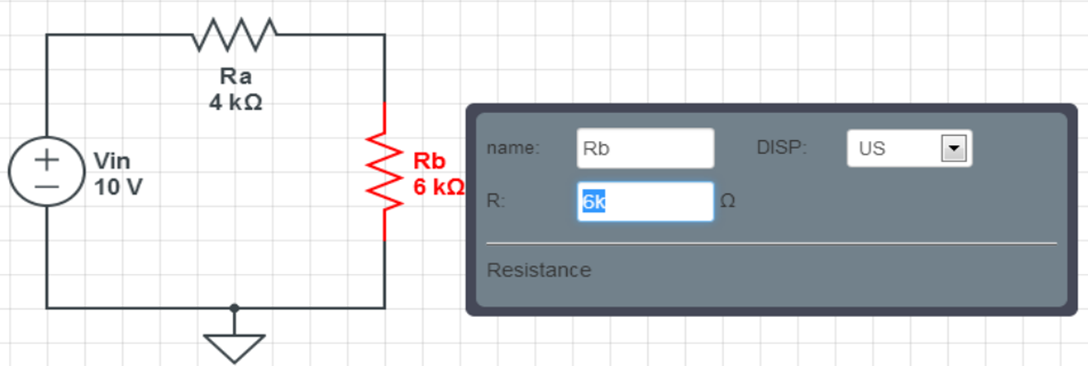 Ra
4 kΩ
+
−
Vin
10 V
Rb
6 kΩ
name: Rb DISP: US
R: 6k Ω
Resistance